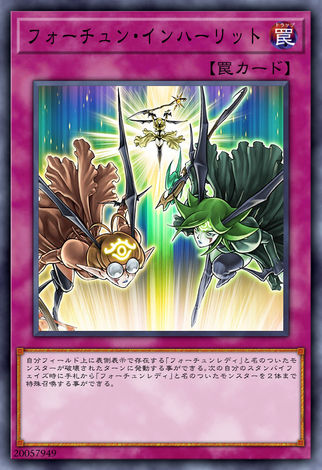 フォーチュン・インハーリット
罠
トラップ
【罠カード】
自分フィールド上に表側表示で存在する「フォーチュンレディ」と名のついたモ
ンスターが破壊されたターンに発動する事ができる。次の自分のスタンバイフ
ェイズ時に手札から「フォーチュンレディ」と名のついたモンスターを2体まで
特殊召喚する事ができる。
20057949